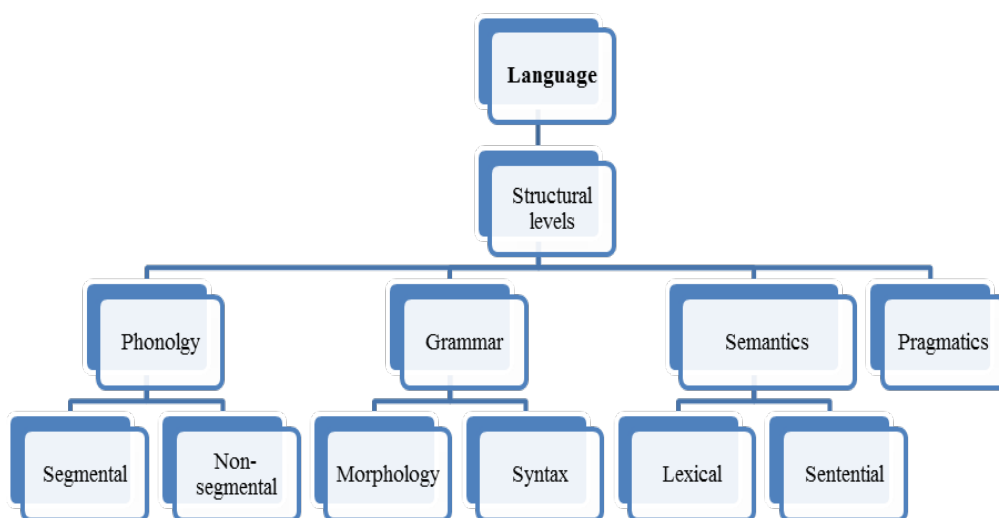 Language
Structural
levels
Phonolgy
Grammar
Semantics
Pragmatics
Segmental
Non-
segmental
Morphology
Syntax
Lexical
Sentential